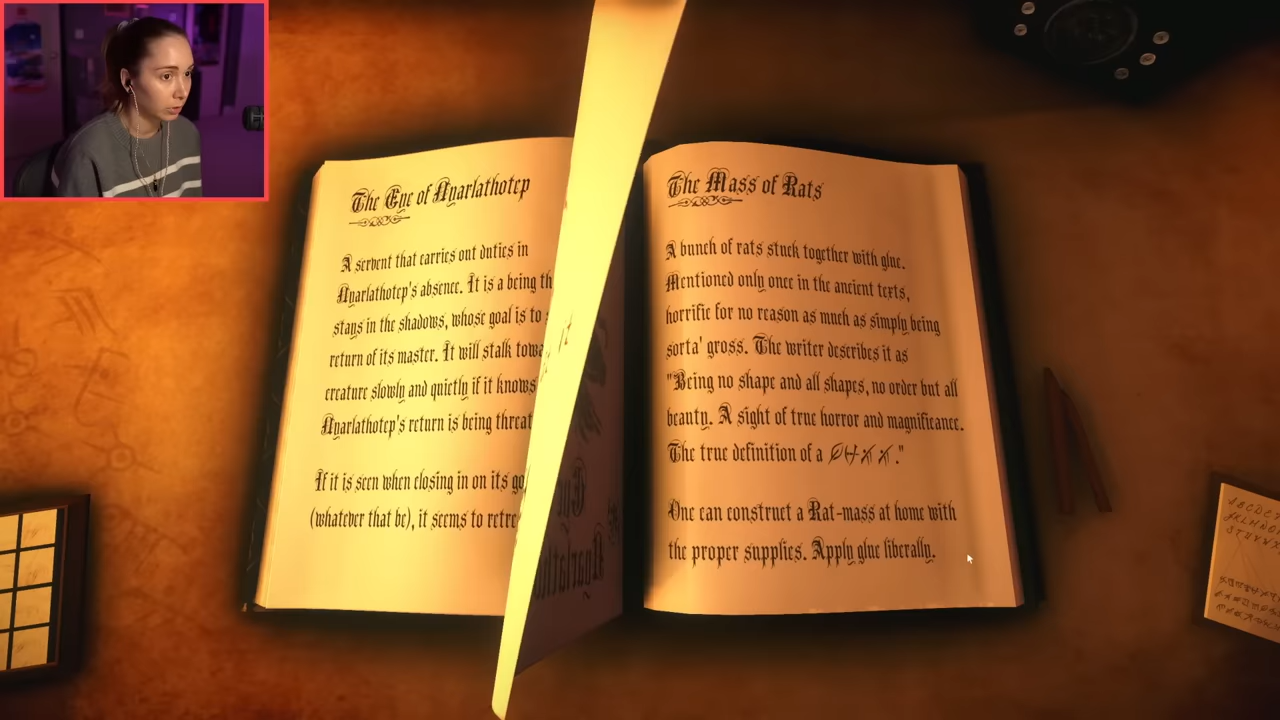 The Eye of Nyarlathotep
A servent that carries out duties in
Nyarlathotep's absence. It is a being
stays in the shadows, whose goal is to
return of its master. It will stalk
creature slowly and quietly if it knows
Nyarlathotep's return is being
If it is seen when closing in on its
(whatever that be), it seems to
The Mass of Rats
A bunch of rats stuck together with glue.
Mentioned only once in the ancient texts,
horrific for no reason as much as simply being
sorta' gross. The writer describes it as
"Being no shape and all shapes, no order but all
beauty. A sight of true horror and magnificance.
The true definition of a
One can construct a Rat-mass at home with
the proper supplies. Apply glue liberally.